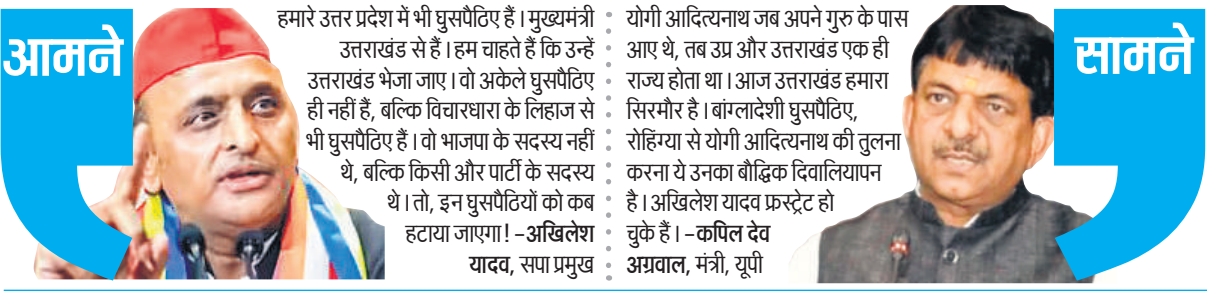 आमने
हमारे उत्तर प्रदेश में भी घुसपैठिए हैं। मुख्यमंत्री
उत्तराखंड से हैं। हम चाहते हैं कि उन्हें
उत्तराखंड भेजा जाए। वो अकेले घुसपैठिए
ही नहीं हैं, बल्कि विचारधारा के लिहाज से
भी घुसपैठिए हैं। वो भाजपा के सदस्य नहीं
थे, बल्कि किसी और पार्टी के सदस्य
थे। तो, इन घुसपैठियों को कब
हटाया जाएगा! -अखिलेश
यादव, सपा प्रमुख
योगी आदित्यनाथ जब अपने गुरु के पास
आए थे, तब उप्र और उत्तराखंड एक ही
राज्य होता था। आज उत्तराखंड हमारा
सिरमौर है। बांग्लादेशी घुसपैठिए,
रोहिंग्या से योगी आदित्यनाथ की तुलना
करना ये उनका बौद्धिक दिवालियापन
है। अखिलेश यादव फ्रस्ट्रेट हो
चुके हैं। -कपिल देव
अग्रवाल, मंत्री, यूपी
सामने